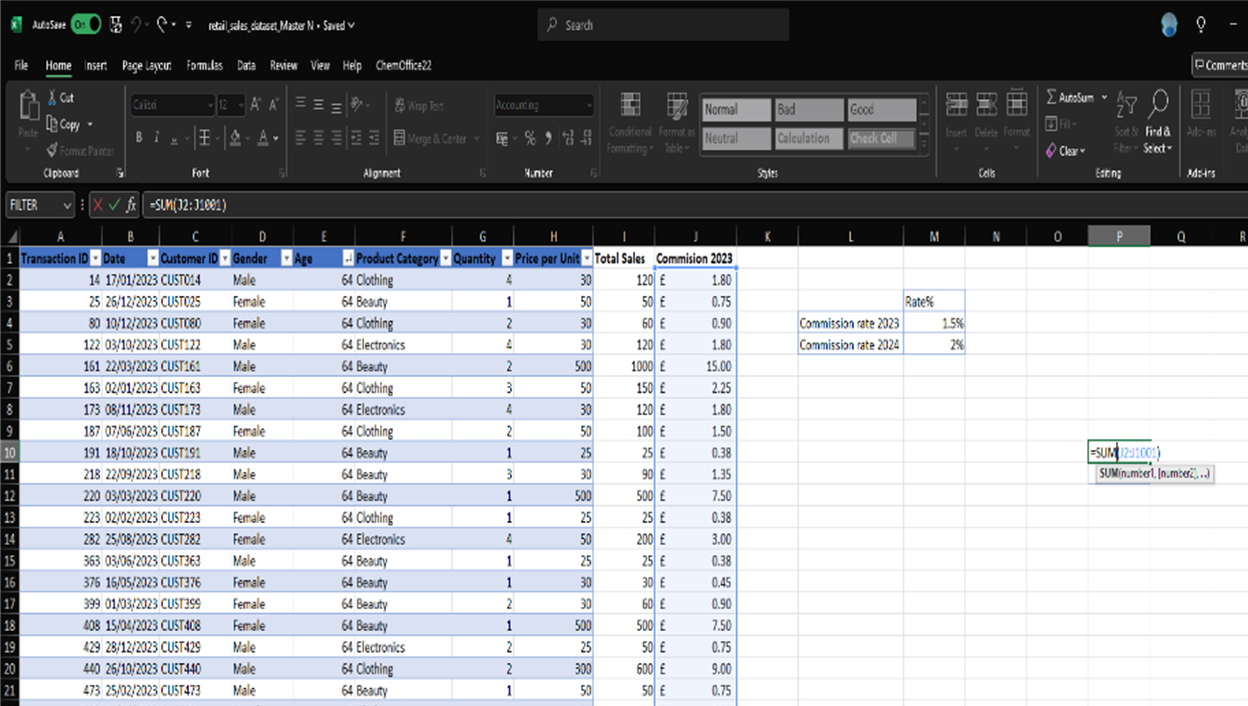 AutoSave On retail_sales_dataset_Master N • Saved Search
File Home Insert Page Layout Formulas Data Review View Help ChemOffice22 Comments
Cut Calibri 12 A A Wrap Text Accounting Normal Bad Good AutoSum
Paste Copy Conditional Format as Insert Delete Format Fill Sort & Find & Add-ins
Format Painter B I Merge & Center % Formatting Table Neutral Calculation Check Cell Clear Filter Select
Clipboard Font Alignment Number Styles Cells Editing Add-ins
FILTER fx =SUM(J2:J1001)
A B C D E F G H I J K L M N O P Q R
1 Transaction ID Date Customer ID Gender Age Product Category Quantity Price per Unit Total Sales Commision 2023
2 14 17/01/2023 CUST014 Male 64 Clothing 4 30 120 £ 1.80
3 25 26/12/2023 CUST025 Female 64 Beauty 1 50 50 £ 0.75 Rate%
4 80 10/12/2023 CUST080 Female 64 Clothing 2 30 60 £ 0.90 Commission rate 2023 1.5%
5 122 03/10/2023 CUST122 Male 64 Electronics 4 30 120 £ 1.80 Commission rate 2024 2%
6 161 22/03/2023 CUST161 Male 64 Beauty 2 500 1000 £ 15.00
7 163 02/01/2023 CUST163 Female 64 Clothing 3 50 150 £ 2.25
8 173 08/11/2023 CUST173 Male 64 Electronics 4 30 120 £ 1.80
9 187 07/06/2023 CUST187 Female 64 Clothing 2 50 100 £ 1.50
10 191 18/10/2023 CUST191 Male 64 Beauty 1 25 25 £ 0.38 =SUM(J2:J1001)
11 218 22/09/2023 CUST218 Male 64 Beauty 3 30 90 £ 1.35 SUM(number1, [number2], ...)
12 220 03/03/2023 CUST220 Male 64 Beauty 1 500 500 £ 7.50
13 223 02/02/2023 CUST223 Female 64 Clothing 1 25 25 £ 0.38
14 282 25/08/2023 CUST282 Female 64 Electronics 4 50 200 £ 3.00
15 363 03/06/2023 CUST363 Male 64 Beauty 1 25 25 £ 0.38
16 376 16/05/2023 CUST376 Female 64 Beauty 1 30 30 £ 0.45
17 399 01/03/2023 CUST399 Female 64 Beauty 2 30 60 £ 0.90
18 408 15/04/2023 CUST408 Female 64 Beauty 1 500 500 £ 7.50
19 429 28/12/2023 CUST429 Male 64 Electronics 2 25 50 £ 0.75
20 440 26/10/2023 CUST440 Male 64 Clothing 2 300 600 £ 9.00
21 473 25/02/2023 CUST473 Male 64 Beauty 1 50 50 £ 0.75